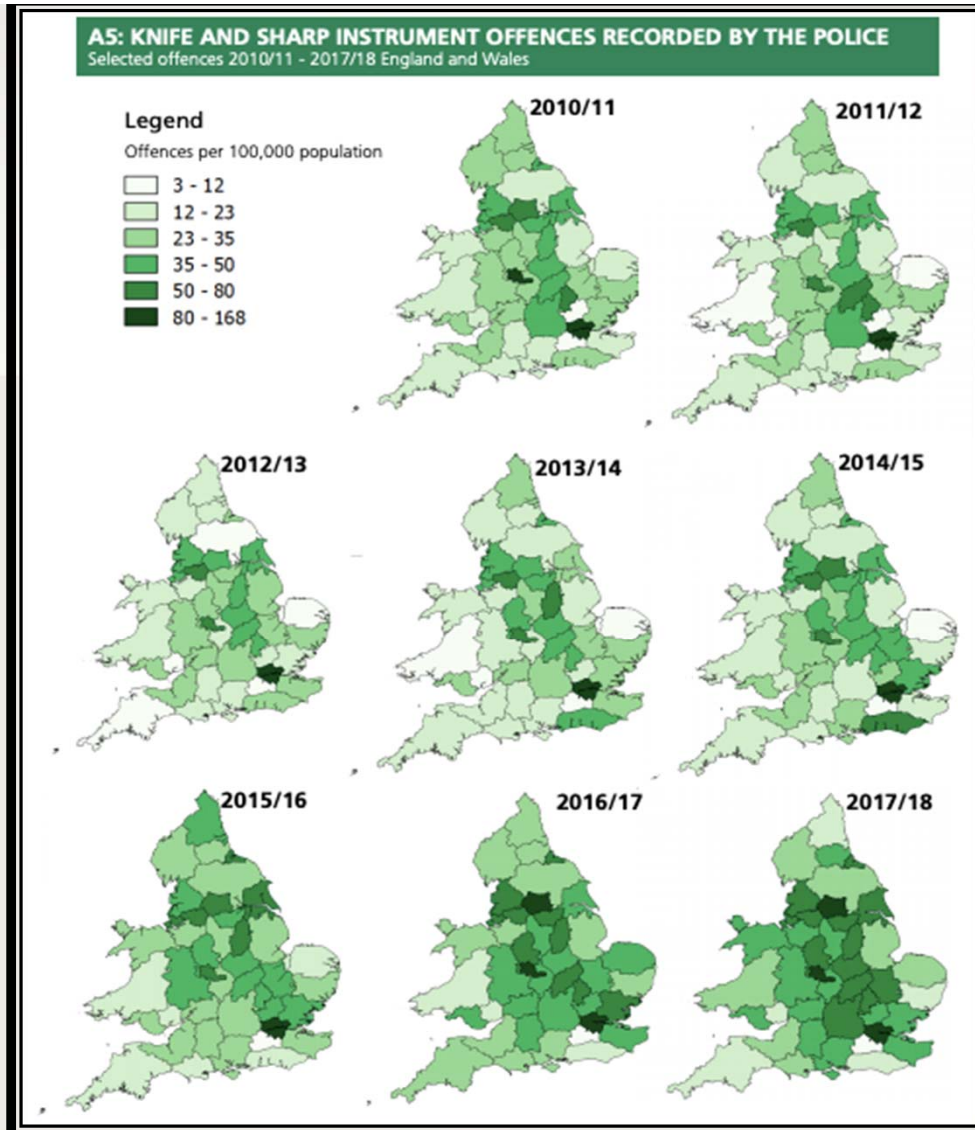 A5: KNIFE AND SHARP INSTRUMENT OFFENCES RECORDED BY THE POLICE
Selected offences 2010/11 - 2017/18 England and Wales
Legend
Offences per 100,000 population
3 - 12
12 - 23
23 - 35
35 - 50
50 - 80
80 - 168
2010/11
2011/12
2012/13
2013/14
2014/15
2015/16
2016/17
2017/18